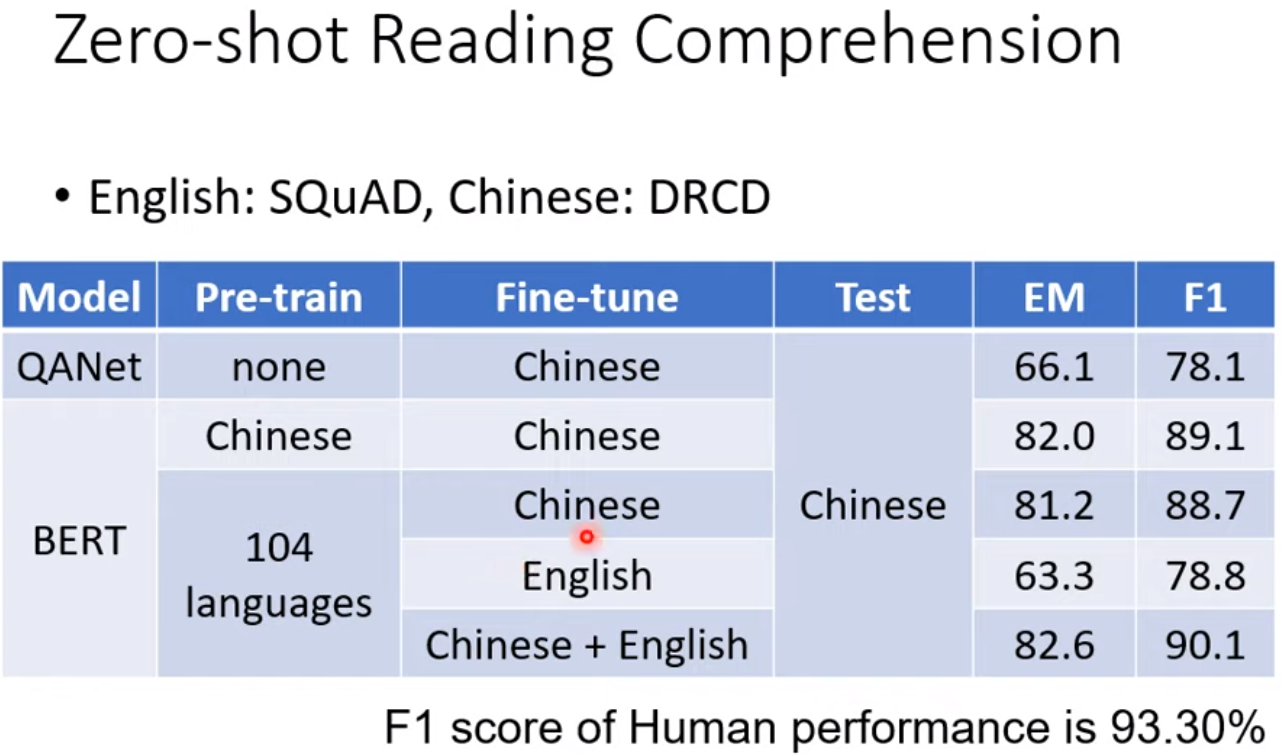 Zero-shot Reading Comprehension
• English: SQuAD, Chinese: DRCD
Model Pre-train Fine-tune Test EM F1
QANet none Chinese 66.1 78.1
Chinese Chinese 82.0 89.1
Chinese Chinese 81.2 88.7
BERT 104
languages
English 63.3 78.8
Chinese + English 82.6 90.1
F1 score of Human performance is 93.30%